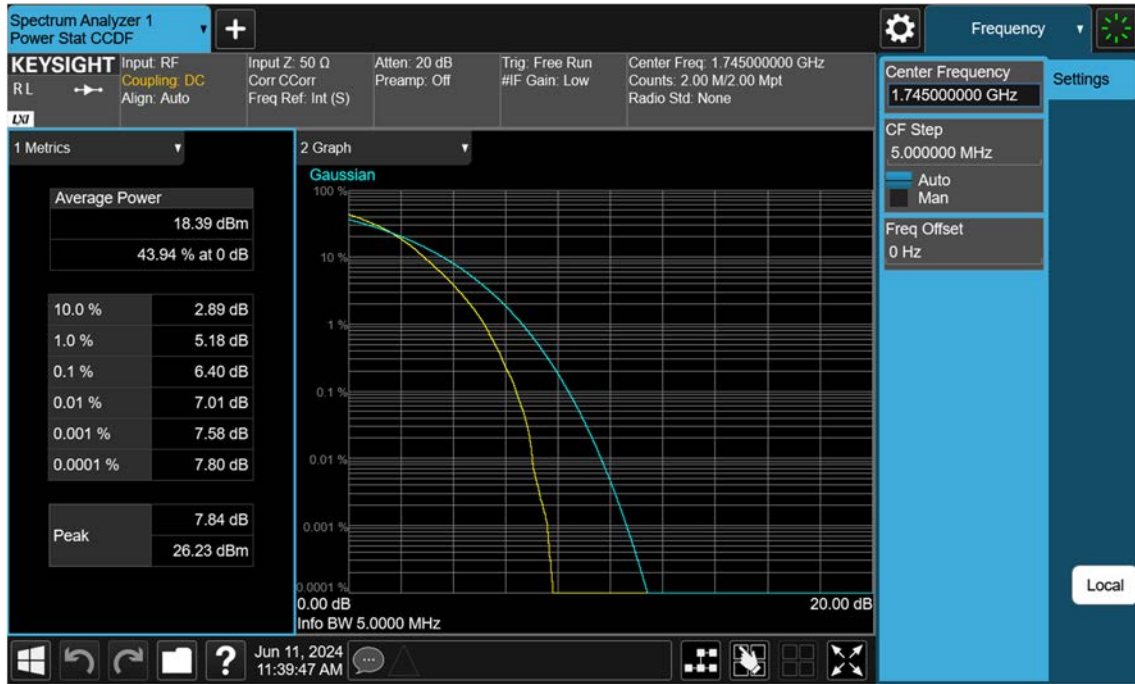 Spectrum Analyzer 1
Power Stat CCDF
+
Frequency
KEYSIGHT
RL
LXI
Input: RF
Coupling: DC
Align: Auto
Input Z: 50 Ω
Corr CCorr
Freq Ref: Int (S)
Atten: 20 dB
Preamp: Off
Trig: Free Run
#IF Gain: Low
Center Freq: 1.745000000 GHz
Counts: 2.00 M/2.00 Mpt
Radio Std: None
Center Frequency
1.745000000 GHz
Settings
CF Step
5.000000 MHz
Auto
Man
Freq Offset
0 Hz
Local
1 Metrics
Average Power
18.39 dBm
43.94 % at 0 dB
10.0 % 2.89 dB
1.0 % 5.18 dB
0.1 % 6.40 dB
0.01 % 7.01 dB
0.001 % 7.58 dB
0.0001 % 7.80 dB
Peak
7.84 dB
26.23 dBm
2 Graph
Gaussian
100 %
10 %
1 %
0.1 %
0.01 %
0.001 %
0.0001 %
0.00 dB 20.00 dB
Info BW 5.0000 MHz
?
Jun 11, 2024
11:39:47 AM